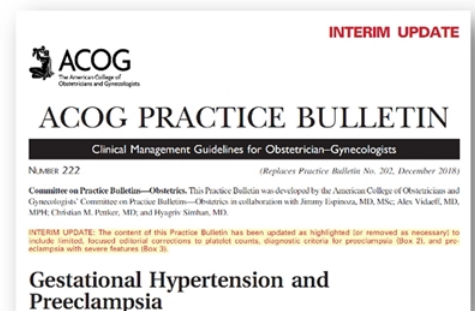 INTERIM UPDATE
ACOG
The American College of
Obstetricians and Gynecologists
ACOG PRACTICE BULLETIN
Clinical Management Guidelines for Obstetrician–Gynecologists
NUMBER 222
(Replaces Practice Bulletin No. 202, December 2018)
Committee on Practice Bulletins—Obstetrics. This Practice Bulletin was developed by the American College of Obstetricians and
Gynecologists' Committee on Practice Bulletins—Obstetrics in collaboration with Jimmy Espinoza, MD, MSc; Alex Vidaeff, MD,
MPH; Christian M. Pettker, MD; and Hyagriv Simhan, MD.
INTERIM UPDATE: The content of this Practice Bulletin has been updated as highlighted (or removed as necessary) to
include limited, focused editorial corrections to platelet counts, diagnostic criteria for preeclampsia (Box 2), and pre-
eclampsia with severe features (Box 3).
Gestational Hypertension and
Preeclampsia